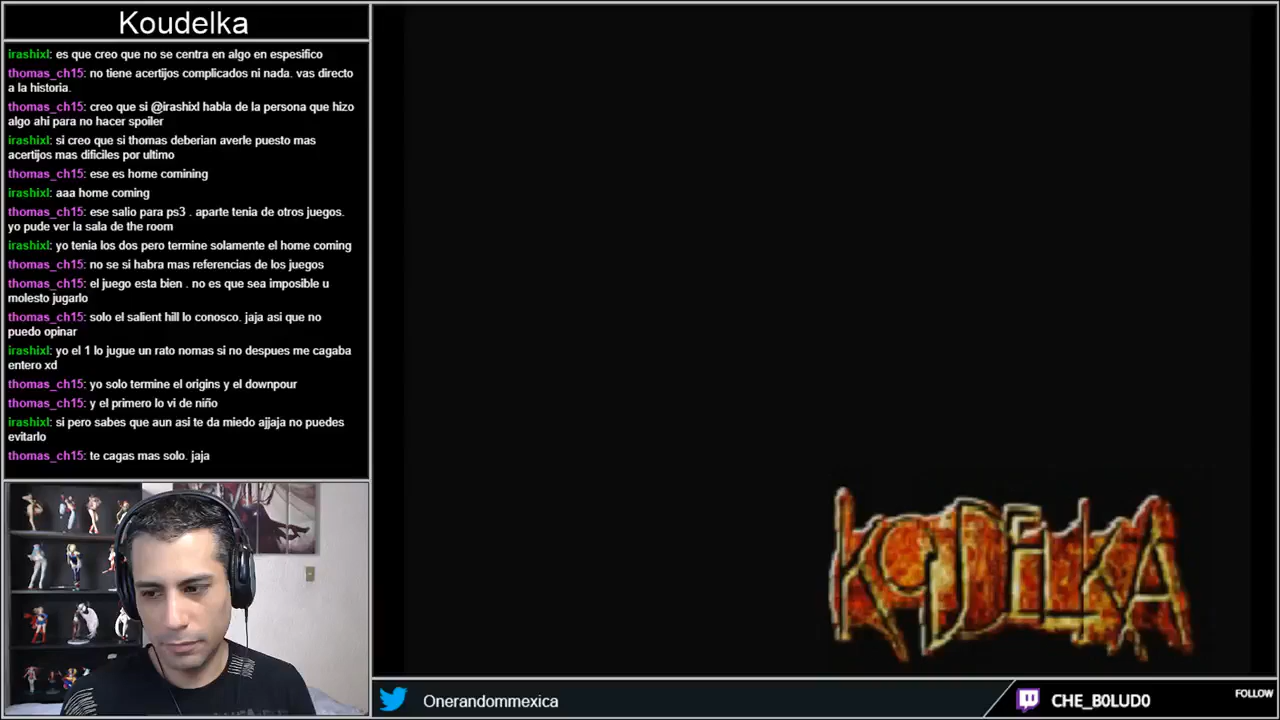 Koudelka
irashixl: es que creo que no se centra en algo en espesifico
thomas_ch15: no tiene acertijos complicados ni nada. vas directo
a la historia.
thomas_ch15: creo que si @irashixl habla de la persona que hizo
algo ahi para no hacer spoiler
irashixl: si creo que si thomas deberian averle puesto mas
acertijos mas dificiles por ultimo
thomas_ch15: ese es home comining
irashixl: aaa home coming
thomas_ch15: ese salio para ps3 . aparte tenia de otros juegos.
yo pude ver la sala de the room
irashixl: yo tenia los dos pero termine solamente el home coming
thomas_ch15: no se si habra mas referencias de los juegos
thomas_ch15: el juego esta bien . no es que sea imposible u
molesto jugarlo
thomas_ch15: solo el salient hill lo conosco. jaja asi que no
puedo opinar
irashixl: yo el 1 lo jugue un rato nomas si no despues me cagaba
entero xd
thomas_ch15: yo solo termine el origins y el downpour
thomas_ch15: y el primero lo vi de niño
irashixl: si pero sabes que aun asi te da miedo ajjaja no puedes
evitarlo
thomas_ch15: te cagas mas solo. jaja
KOUDELKA
Onerandommexica
CHE_B0LUD0
FOLLOW